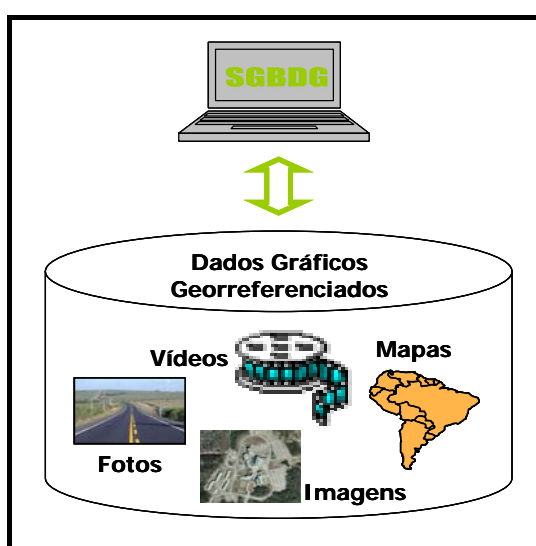 SGBDG
Dados Gráficos
Georreferenciados
Vídeos
Mapas
Fotos
Imagens